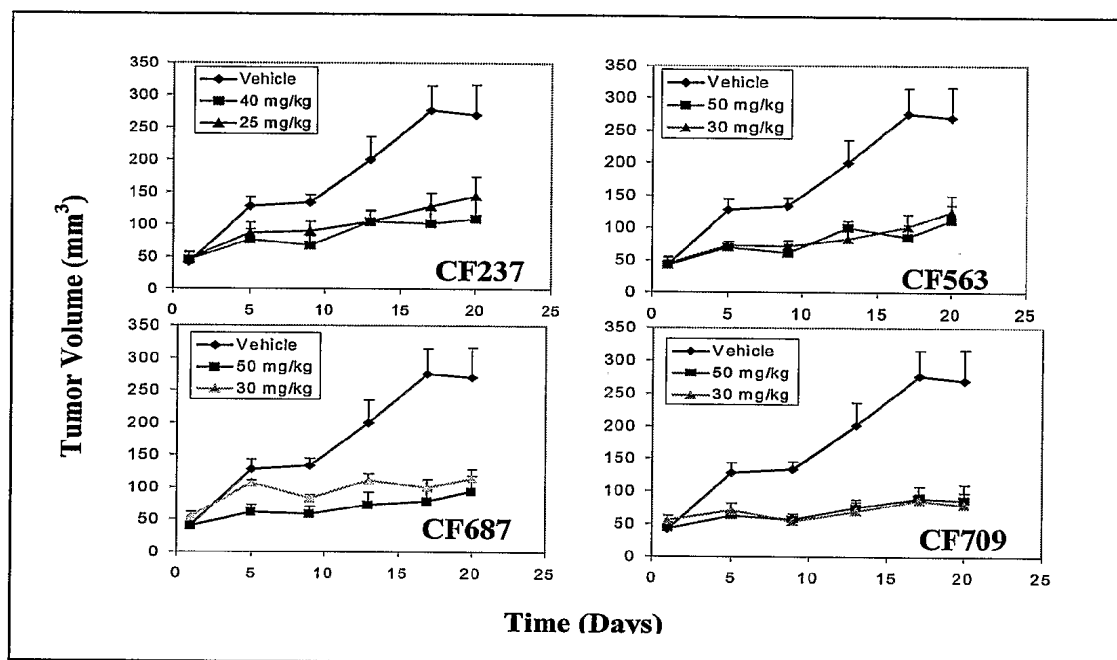 Tumor Volume (mm3)
350
300
250
200
150
100
50
0
Vehicle
40 mg/kg
25 mg/kg
CF237
0 5 10 15 20 25
350
300
250
200
150
100
50
0
Vehicle
50 mg/kg
30 mg/kg
CF563
0 5 10 15 20 25
350
300
250
200
150
100
50
0
Vehicle
50 mg/kg
30 mg/kg
CF687
0 5 10 15 20 25
350
300
250
200
150
100
50
0
Vehicle
50 mg/kg
30 mg/kg
CF709
0 5 10 15 20 25
Time (Days)